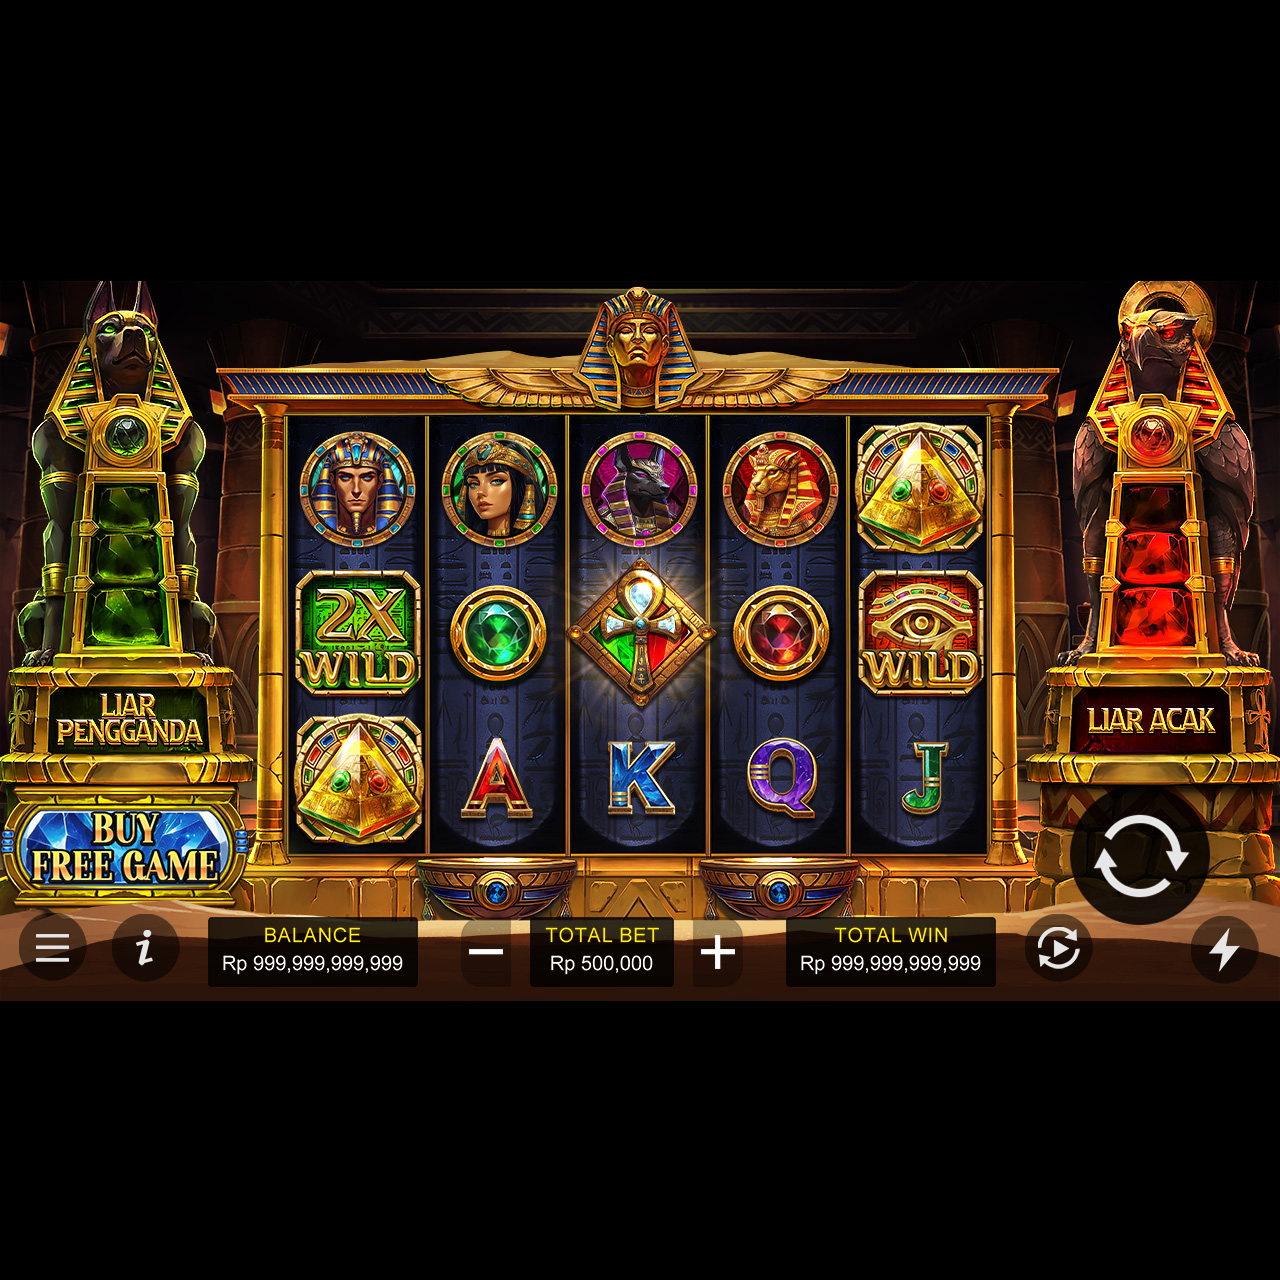 2X
WILD
WILD
A K Q J
LIAR
PENGGANDA
LIAR ACAK
BUY
FREE GAME
BALANCE
Rp 999,999,999,999
TOTAL BET
Rp 500,000
TOTAL WIN
Rp 999,999,999,999